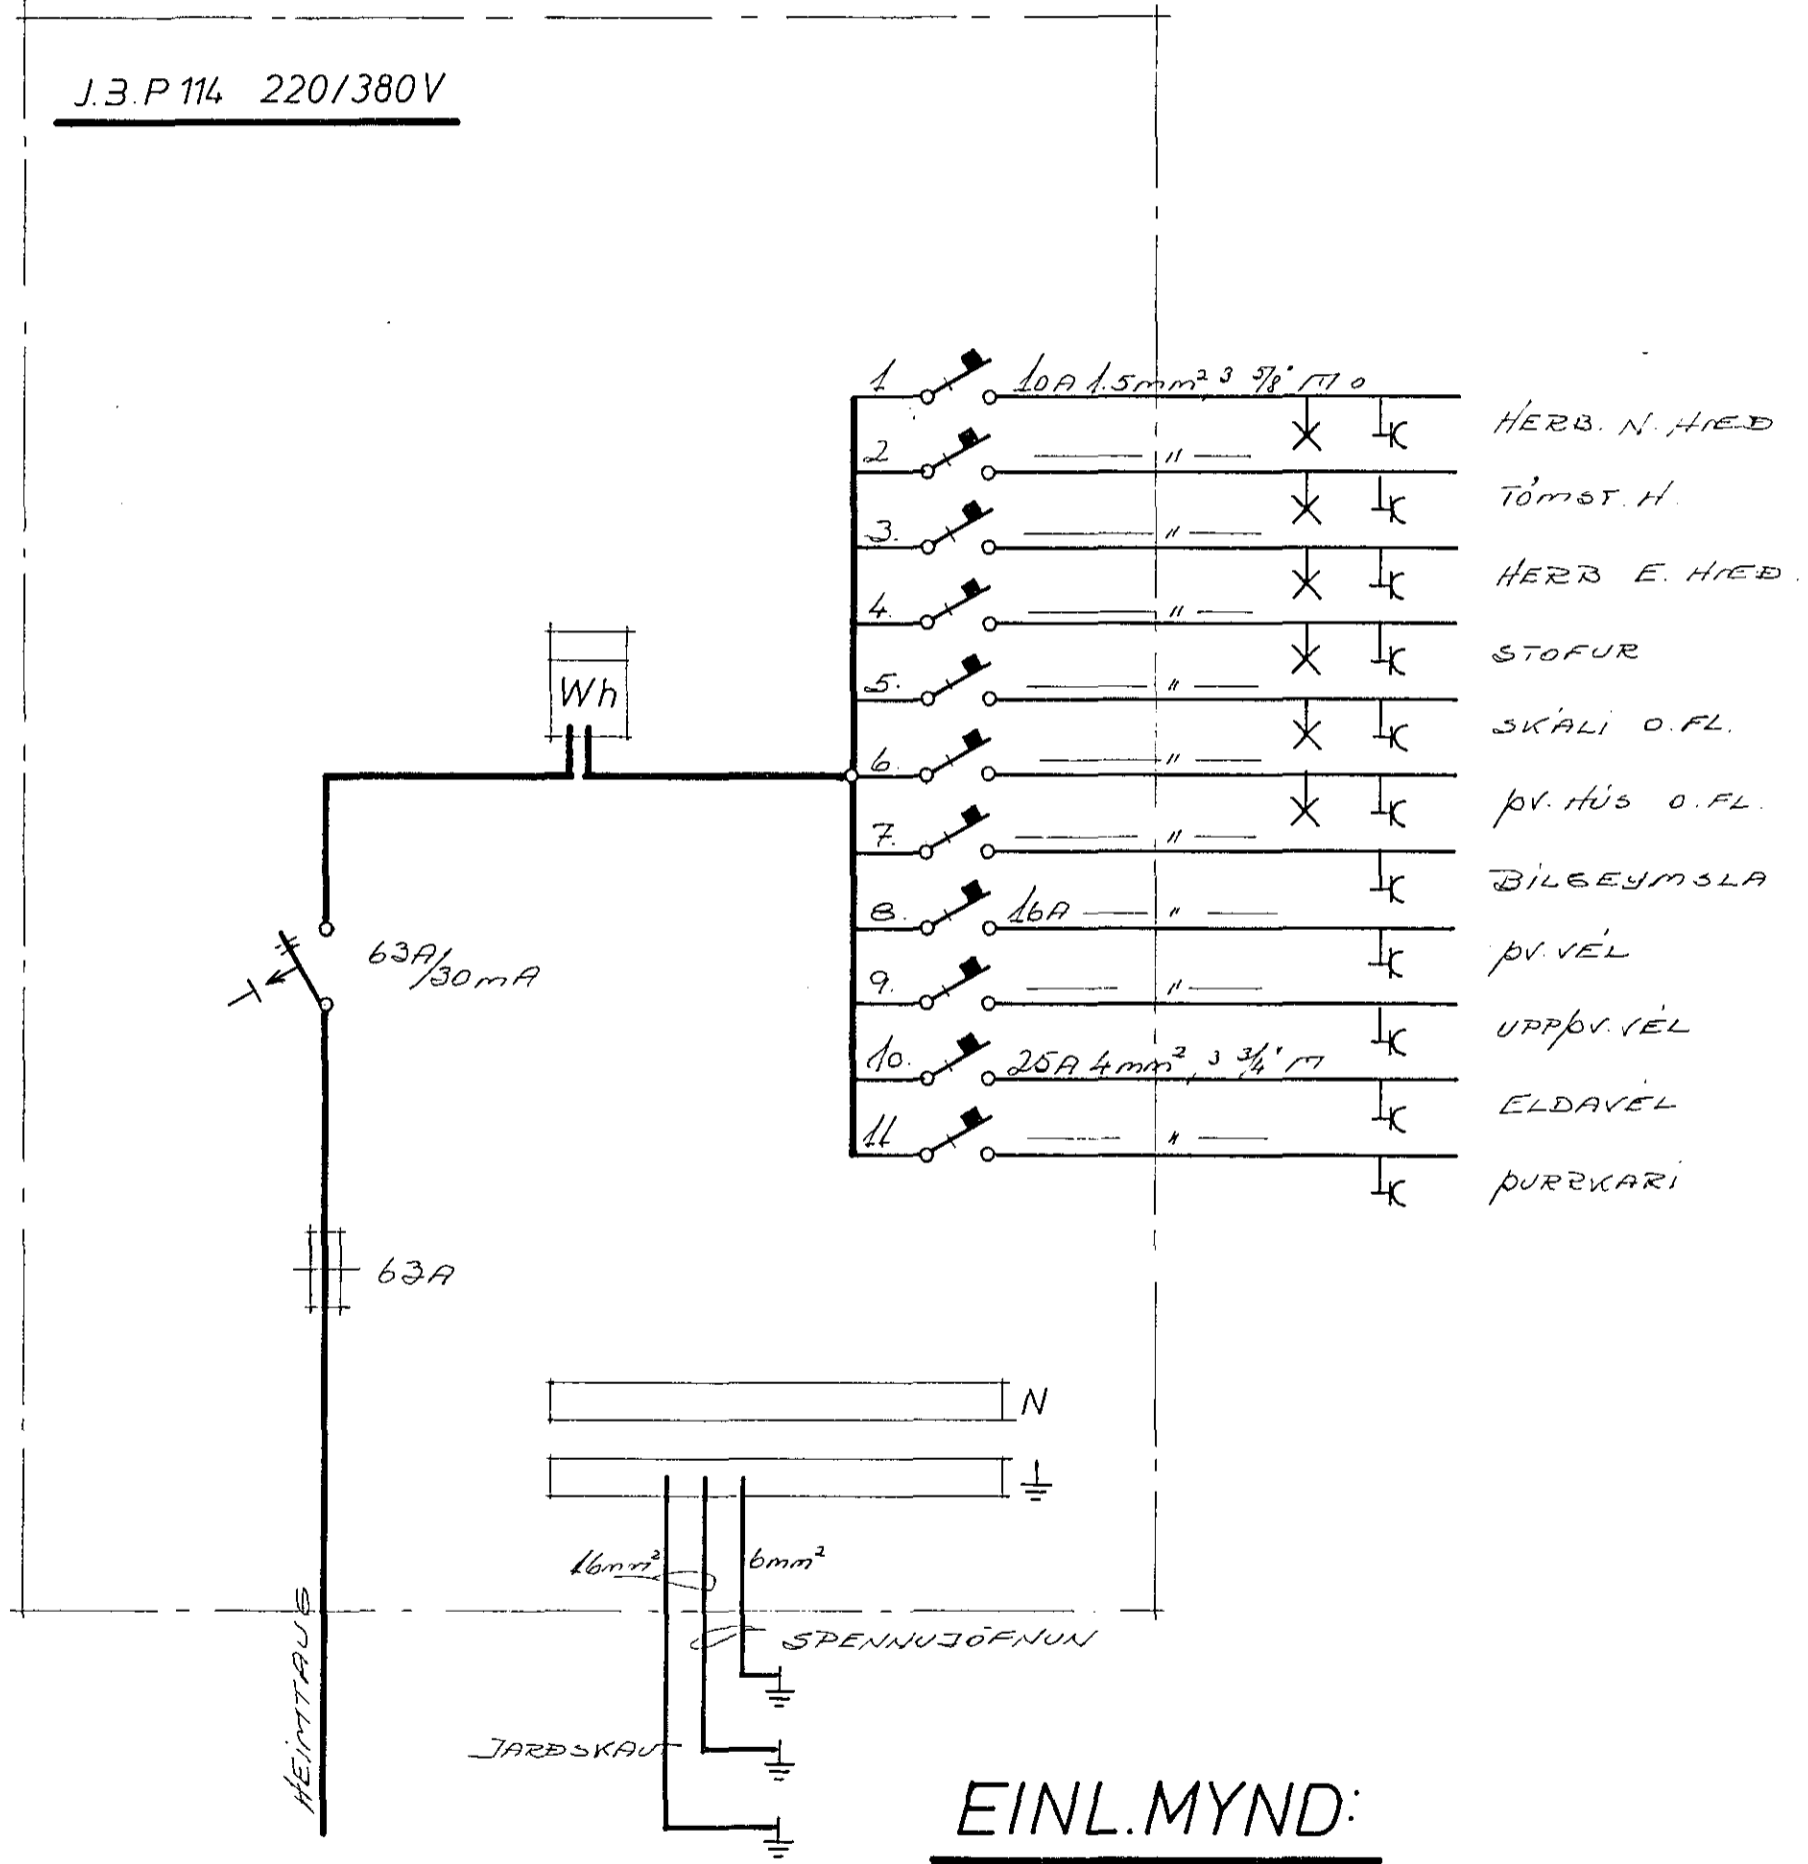 J.B.P 114 220/380V
1 10A 1.5mm², 3 5/8"
HERB. N. HÆÐ
2 — " —
TÓMST. H.
3. — " —
HERB E. HÆÐ.
4. — " —
STOFUR
5. — " —
SKÁLI O.FL.
6. — " —
ÞV. HÚS O.FL.
7. — " —
BÍLGEYMSLA
8. 16A — " —
ÞV. VÉL
9. — " —
UPPÞV. VÉL
10. 25A 4mm², 3 3/4"
ELDAVÉL
11 — " —
ÞURRKARI
Wh
63A/30mA
63A
N
16mm² 6mm²
SPENNUJÖFNUN
HEIMTAUG
JARÐSKAUT
EINL.MYND: